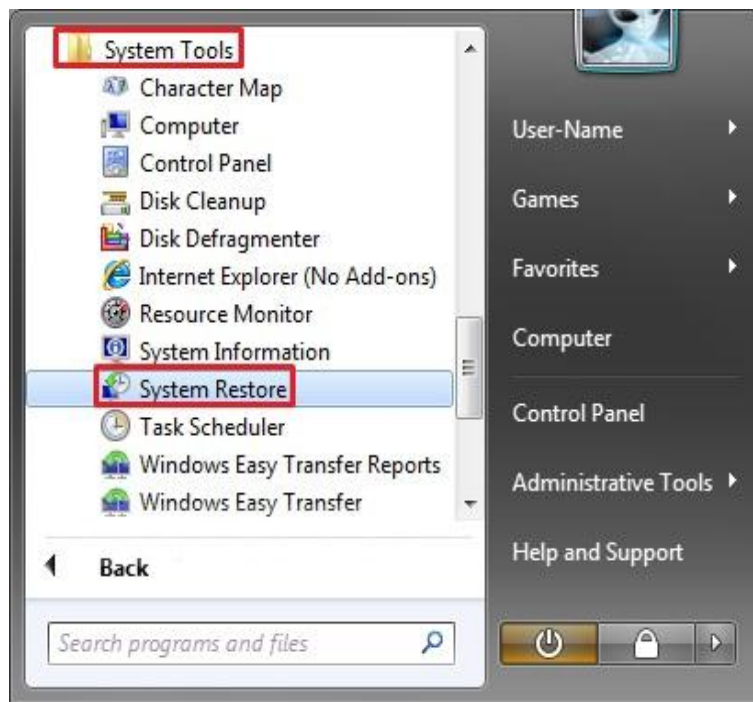 System Tools
Character Map
Computer
Control Panel
Disk Cleanup
Disk Defragmenter
Internet Explorer (No Add-ons)
Resource Monitor
System Information
System Restore
Task Scheduler
Windows Easy Transfer Reports
Windows Easy Transfer
Back
Search programs and files
User-Name
Games
Favorites
Computer
Control Panel
Administrative Tools
Help and Support